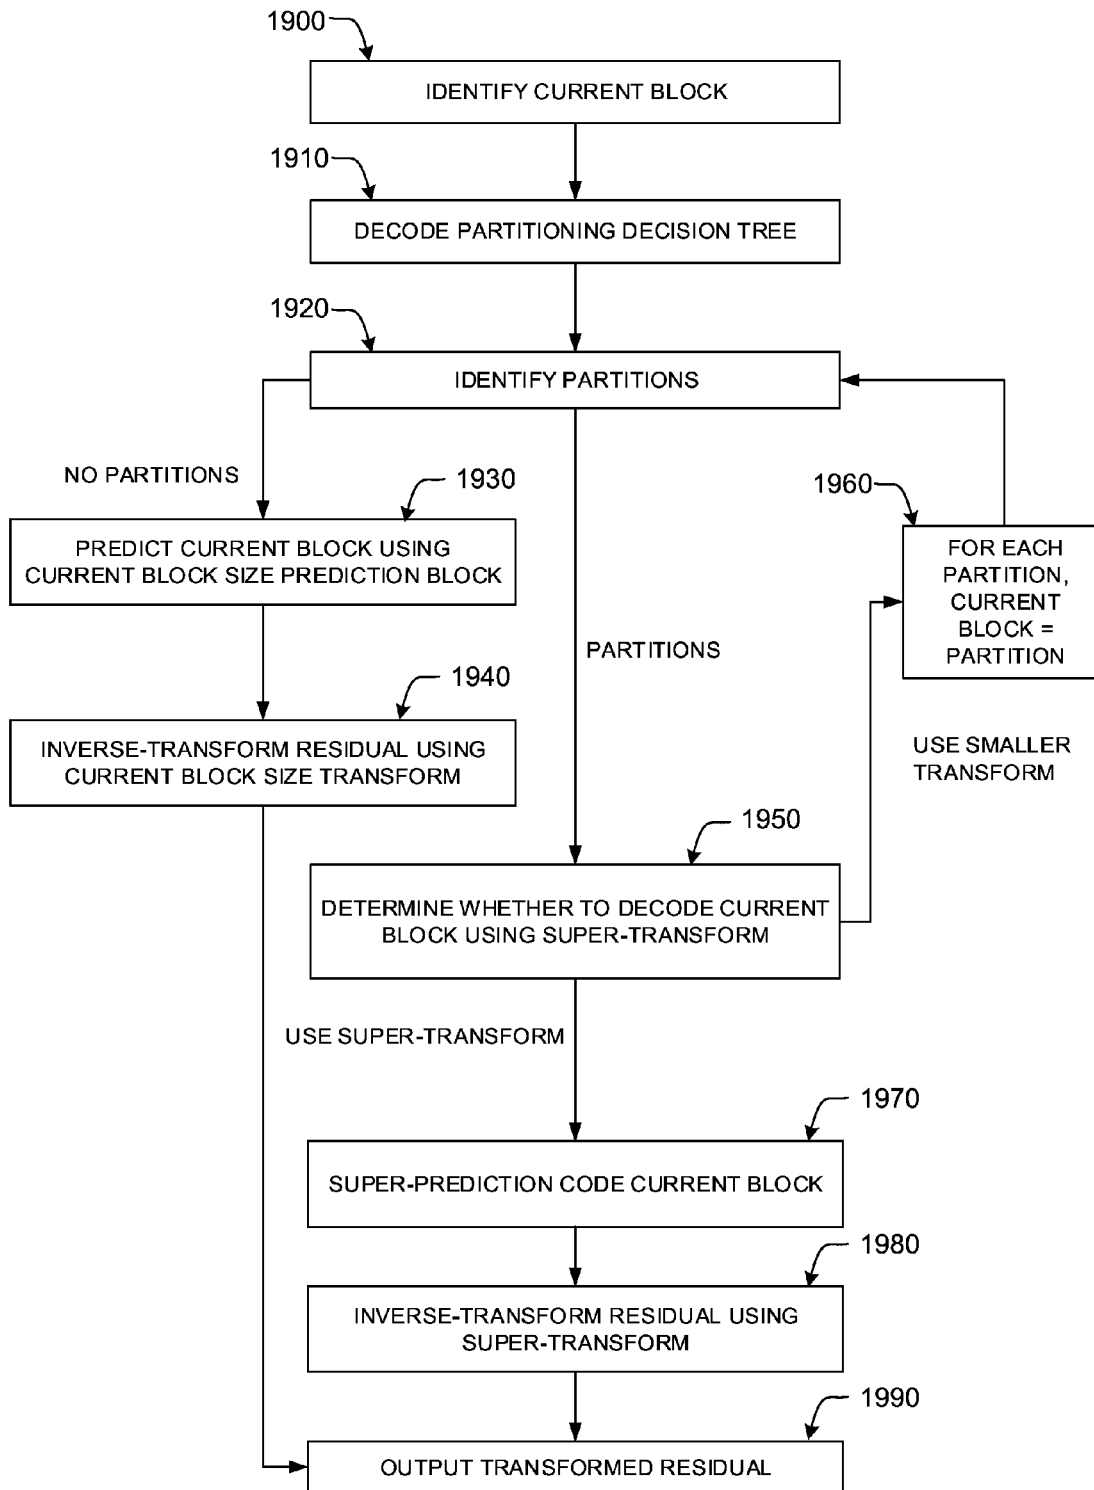 1900
IDENTIFY CURRENT BLOCK
1910
DECODE PARTITIONING DECISION TREE
1920
IDENTIFY PARTITIONS
NO PARTITIONS
1930
PREDICT CURRENT BLOCK USING
CURRENT BLOCK SIZE PREDICTION BLOCK
1960
FOR EACH
PARTITION,
CURRENT
BLOCK =
PARTITION
PARTITIONS
1940
INVERSE-TRANSFORM RESIDUAL USING
CURRENT BLOCK SIZE TRANSFORM
USE SMALLER
TRANSFORM
1950
DETERMINE WHETHER TO DECODE CURRENT
BLOCK USING SUPER-TRANSFORM
USE SUPER-TRANSFORM
1970
SUPER-PREDICTION CODE CURRENT BLOCK
1980
INVERSE-TRANSFORM RESIDUAL USING
SUPER-TRANSFORM
1990
OUTPUT TRANSFORMED RESIDUAL